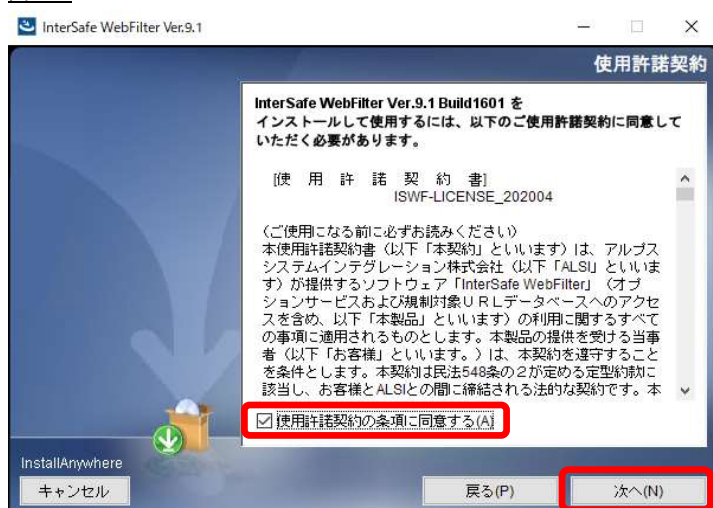 InterSafe WebFilter Ver.9.1
使用許諾契約
InterSafe WebFilter Ver.9.1 Build1601 を
インストールして使用するには、以下のご使用許諾契約に同意して
いただく必要があります。
[使 用 許 諾 契 約 書]
ISWF-LICENSE_202004
(ご使用になる前に必ずお読みください)
本使用許諾契約書(以下「本契約」といいます)は、アルプス
システムインテグレーション株式会社(以下「ALSI」といいま
す)が提供するソフトウェア「InterSafe WebFilter」(オプ
ションサービスおよび規制対象URLデータベースへのアクセ
スを含め、以下「本製品」といいます)の利用に関するすべて
の事項に適用されるものとします。本製品の提供を受ける当事
者(以下「お客様」といいます。)は、本契約を遵守すること
を条件とします。本契約は民法548条の2が定める定型約款に
該当し、お客様とALSIとの間に締結される法的な契約です。本
使用許諾契約の条項に同意する(A)
InstallAnywhere
キャンセル
戻る(P)
次へ(N)